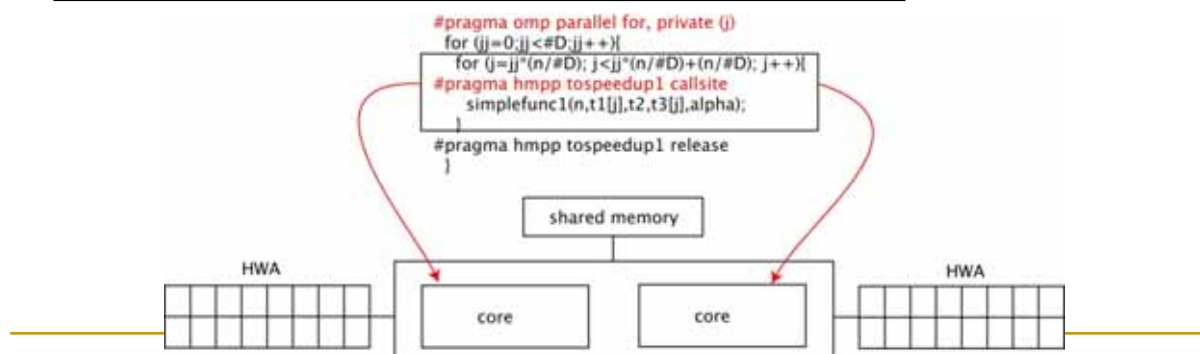 #pragma omp parallel for, private (j)
for (jj=0;jj<#D;jj++){
for (j=jj*(n/#D); j<jj*(n/#D)+(n/#D); j++){
#pragma hmpp tospeedup1 callsite
simplefunc1(n,t1[j],t2,t3[j],alpha);
}
#pragma hmpp tospeedup1 release
}
shared memory
HWA
HWA
core
core